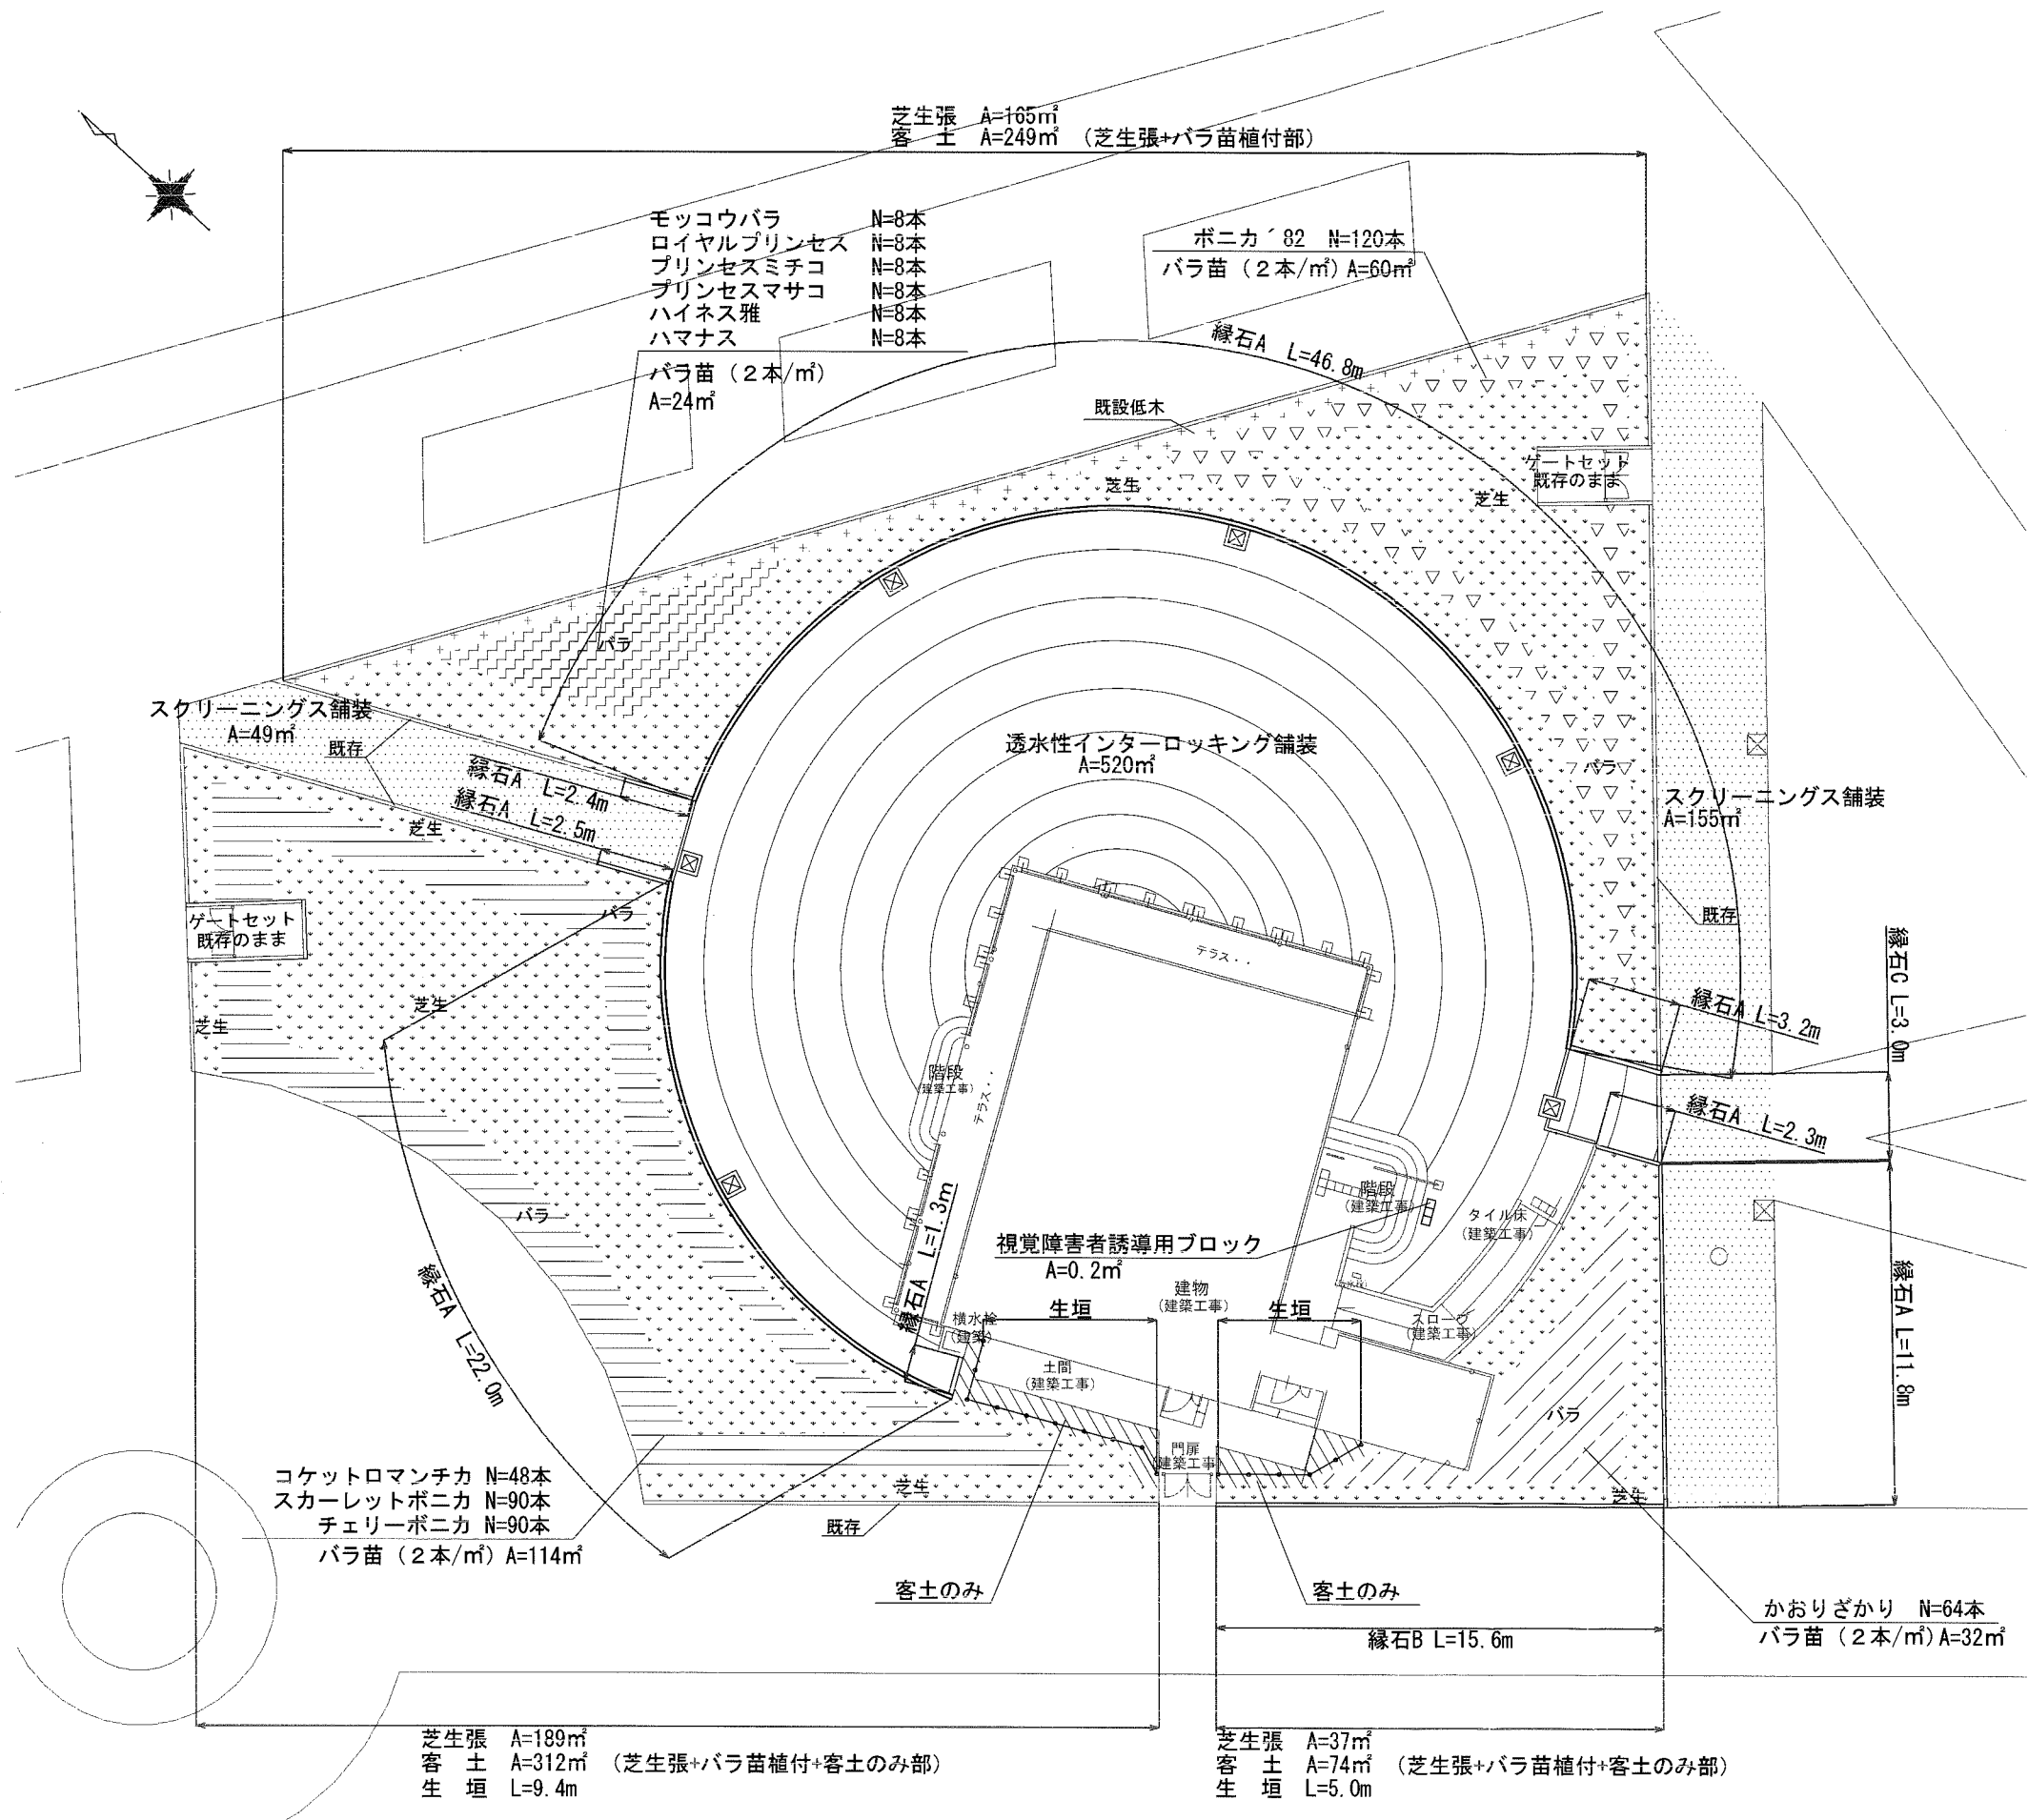 芝生張 A=165㎡
客 土 A=249㎡ (芝生張+バラ苗植付部)
モッコウバラ N=8本
ロイヤルプリンセス N=8本
プリンセスミチコ N=8本
プリンセスマサコ N=8本
ハイネス雅 N=8本
ハマナス N=8本
バラ苗 (2本/㎡)
A=24㎡
ボニカ´82 N=120本
バラ苗 (2本/㎡) A=60㎡
縁石A L=46.8m
既設低木
ゲートセット
既存のまま
芝生
芝生
バラ
スクリーニングス舗装
A=49㎡
既存
縁石A L=2.4m
縁石A L=2.5m
芝生
透水性インターロッキング舗装
A=520㎡
バラ
スクリーニングス舗装
A=155㎡
既存
ゲートセット
既存のまま
バラ
芝生
芝生
テラス・・
縁石C L=3.0m
縁石A L=3.2m
縁石A L=2.3m
階段
(建築工事)
テラス・・
階段
(建築工事)
タイル床
(建築工事)
バラ
縁石A L=1.3m
視覚障害者誘導用ブロック
A=0.2㎡
建物
(建築工事)
生垣
生垣
横水栓
(建築)
スロープ
(建築工事)
縁石A L=11.8m
縁石A L=22.0m
土間
(建築工事)
バラ
門扉
(建築工事)
芝生
芝生
コケットロマンチカ N=48本
スカーレットボニカ N=90本
チェリーボニカ N=90本
バラ苗 (2本/㎡) A=114㎡
既存
客土のみ
客土のみ
かおりざかり N=64本
バラ苗 (2本/㎡) A=32㎡
縁石B L=15.6m
芝生張 A=189㎡
客 土 A=312㎡ (芝生張+バラ苗植付+客土のみ部)
生 垣 L=9.4m
芝生張 A=37㎡
客 土 A=74㎡ (芝生張+バラ苗植付+客土のみ部)
生 垣 L=5.0m